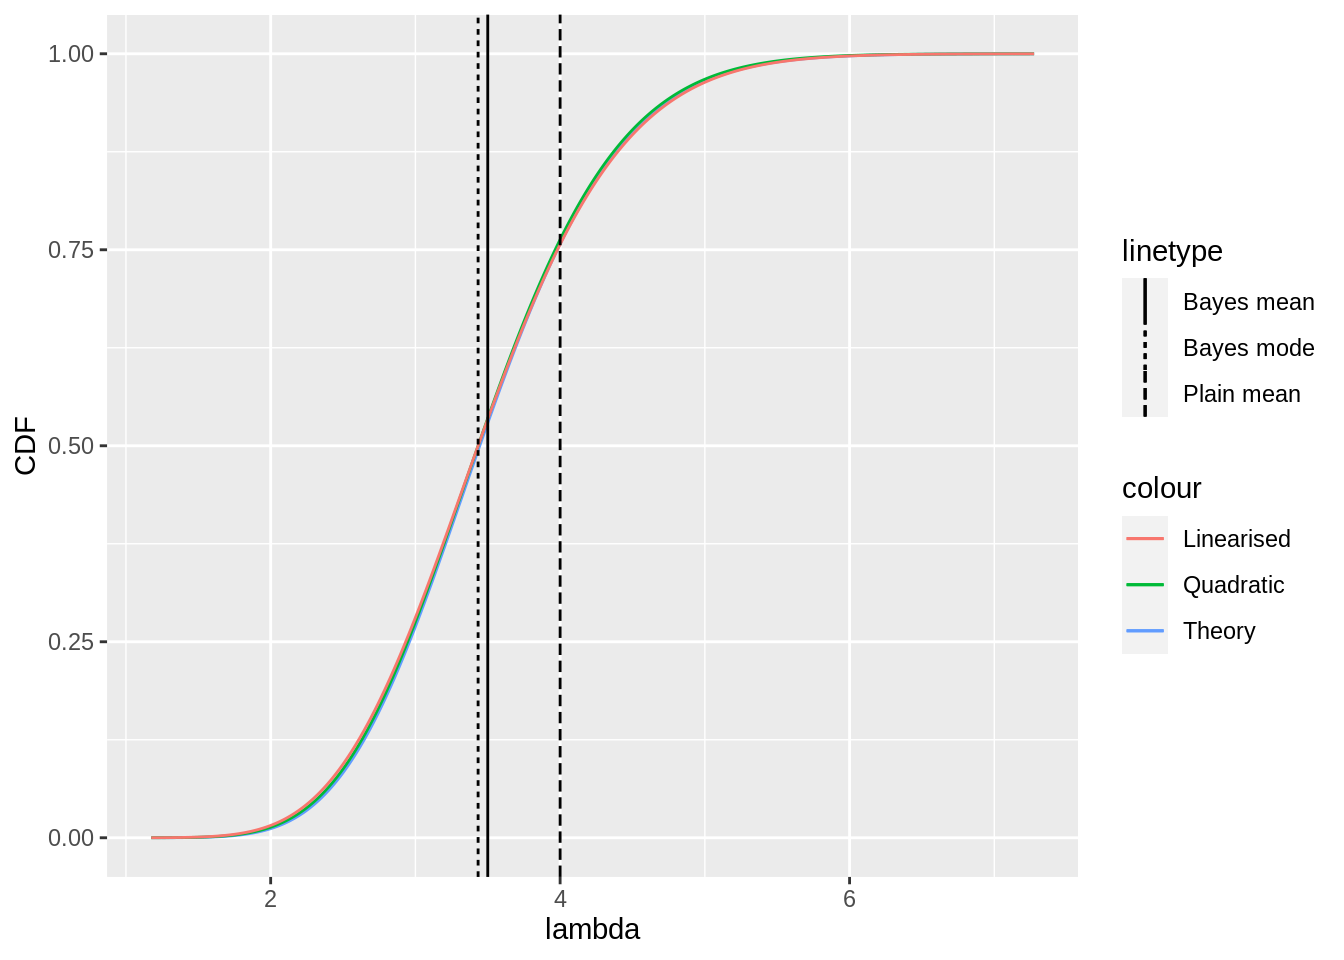 1.00
0.75
0.50
0.25
0.00
CDF
2
4
6
lambda
linetype
Bayes mean
Bayes mode
Plain mean
colour
Linearised
Quadratic
Theory